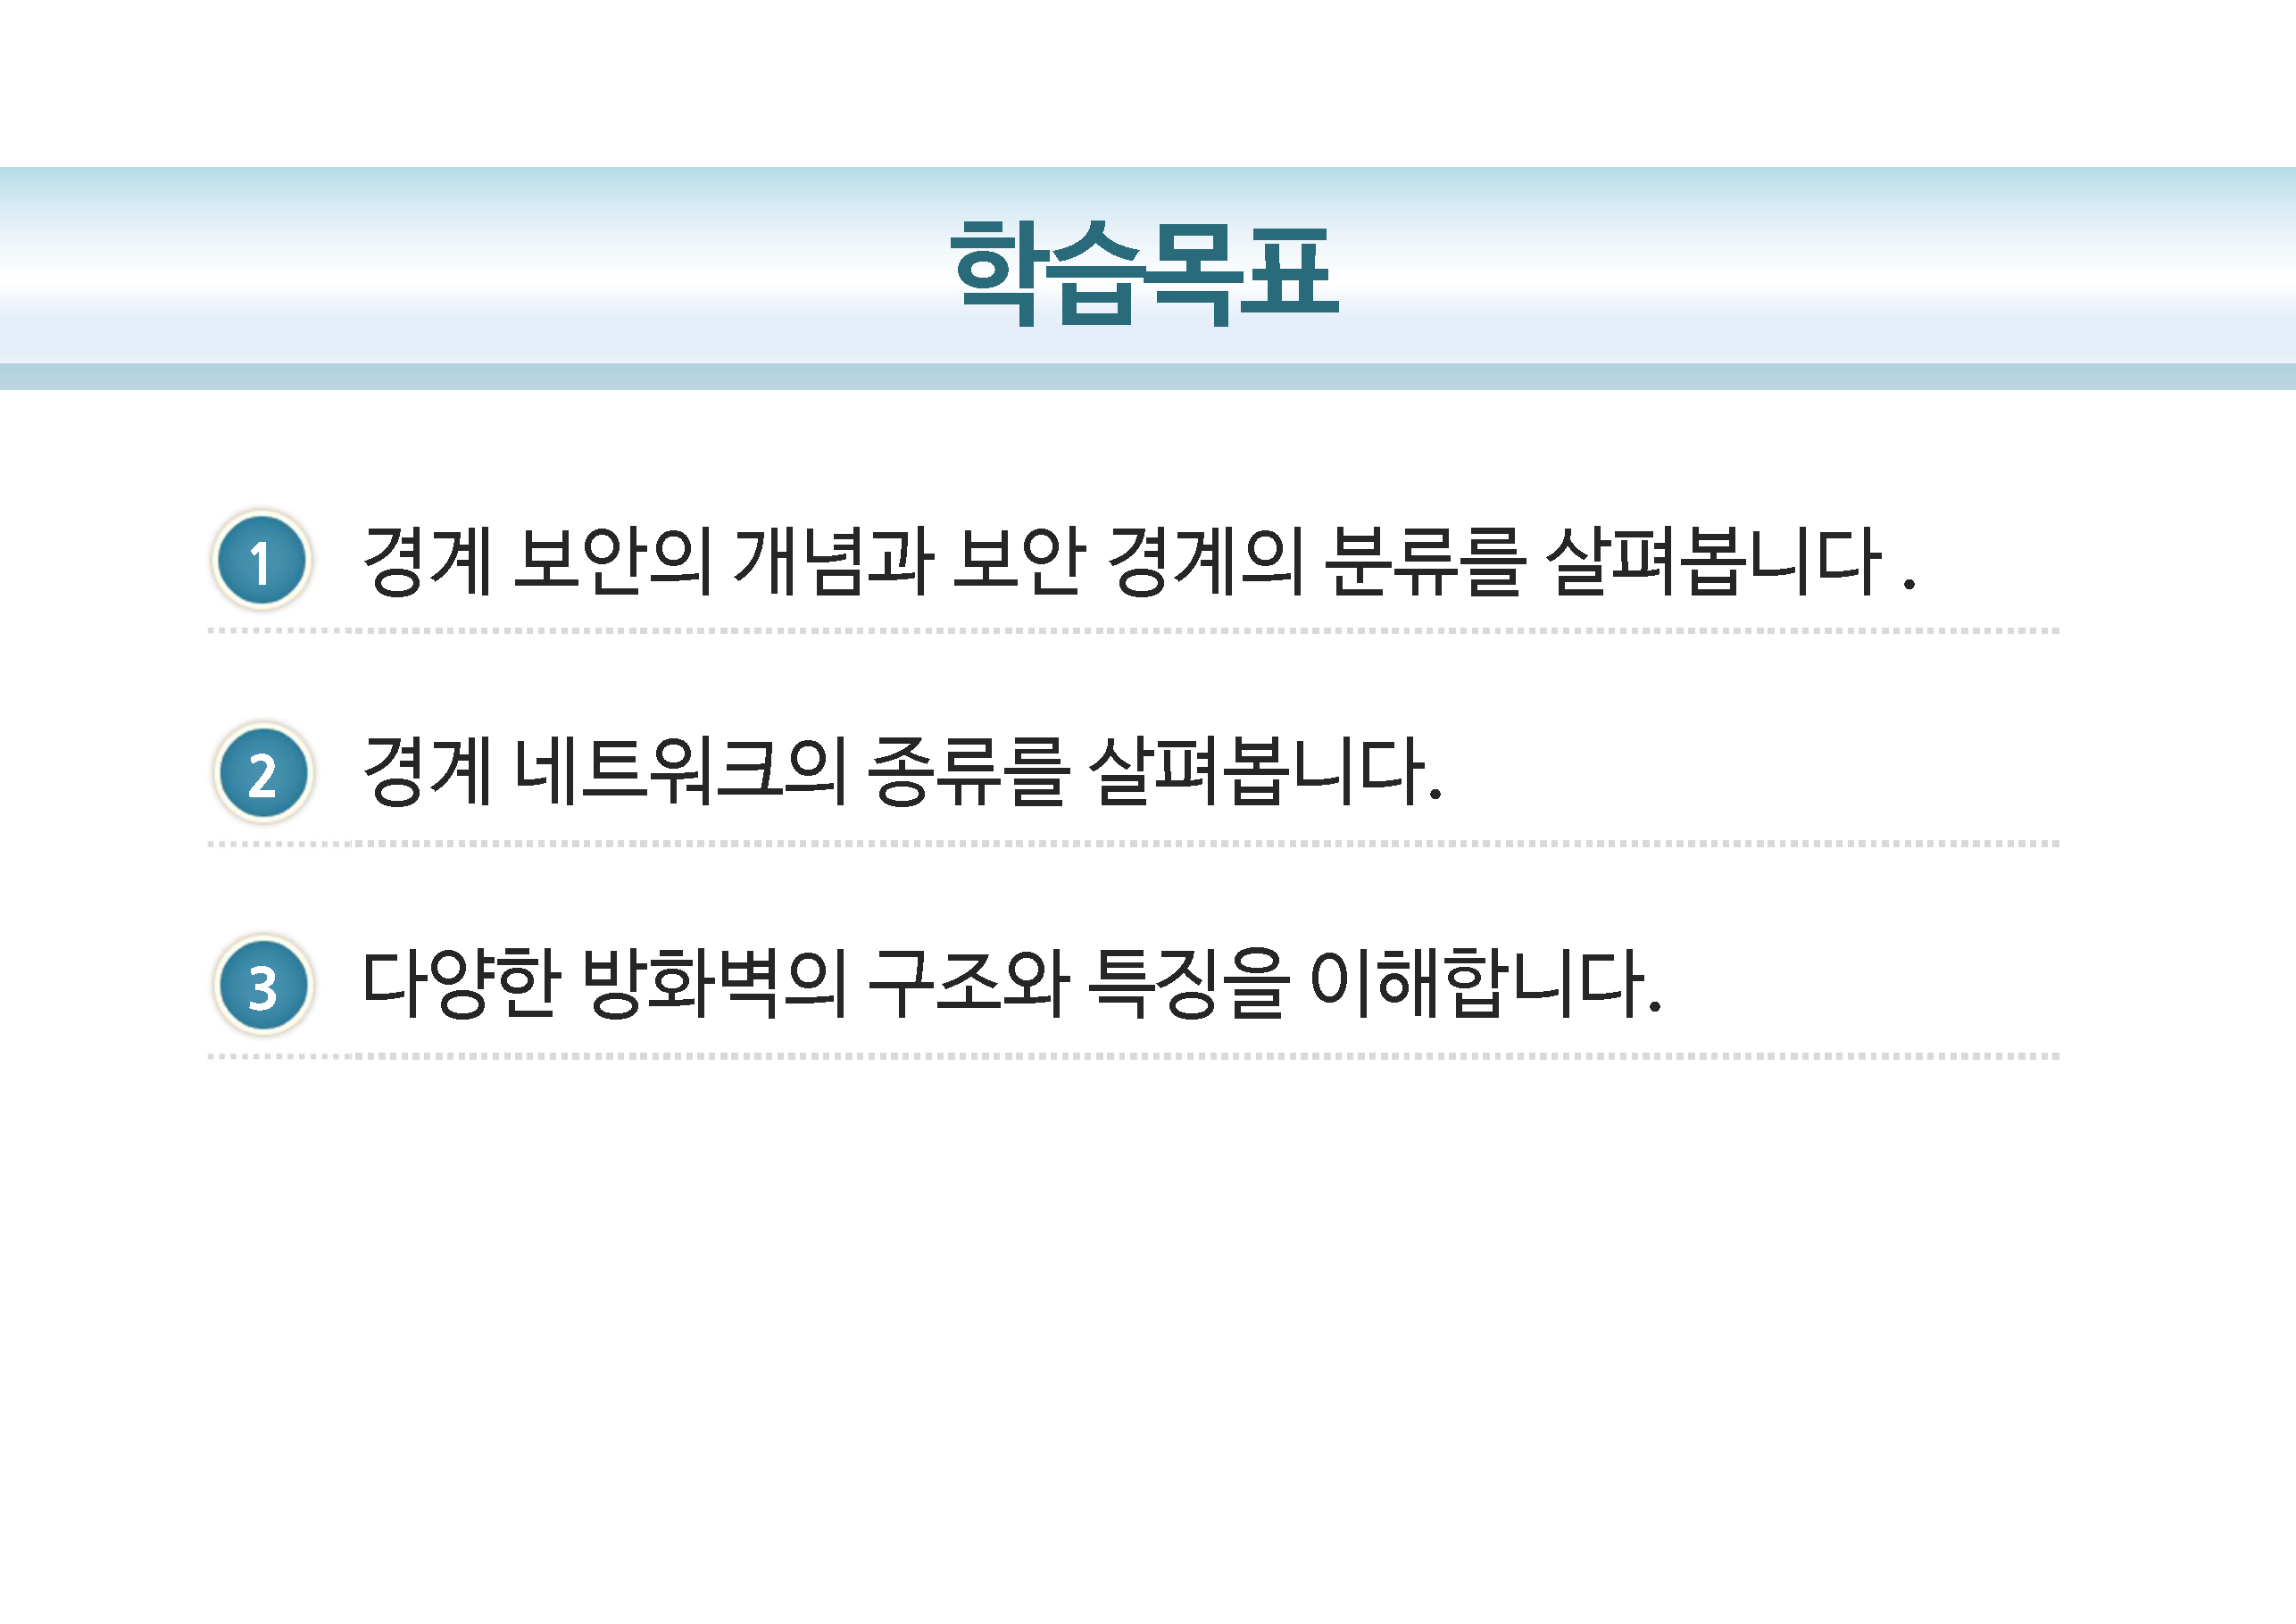 학습목표
1 경계 보안의 개념과 보안 경계의 분류를 살펴봅니다 .
2 경계 네트워크의 종류를 살펴봅니다.
3 다양한 방화벽의 구조와 특징을 이해합니다.